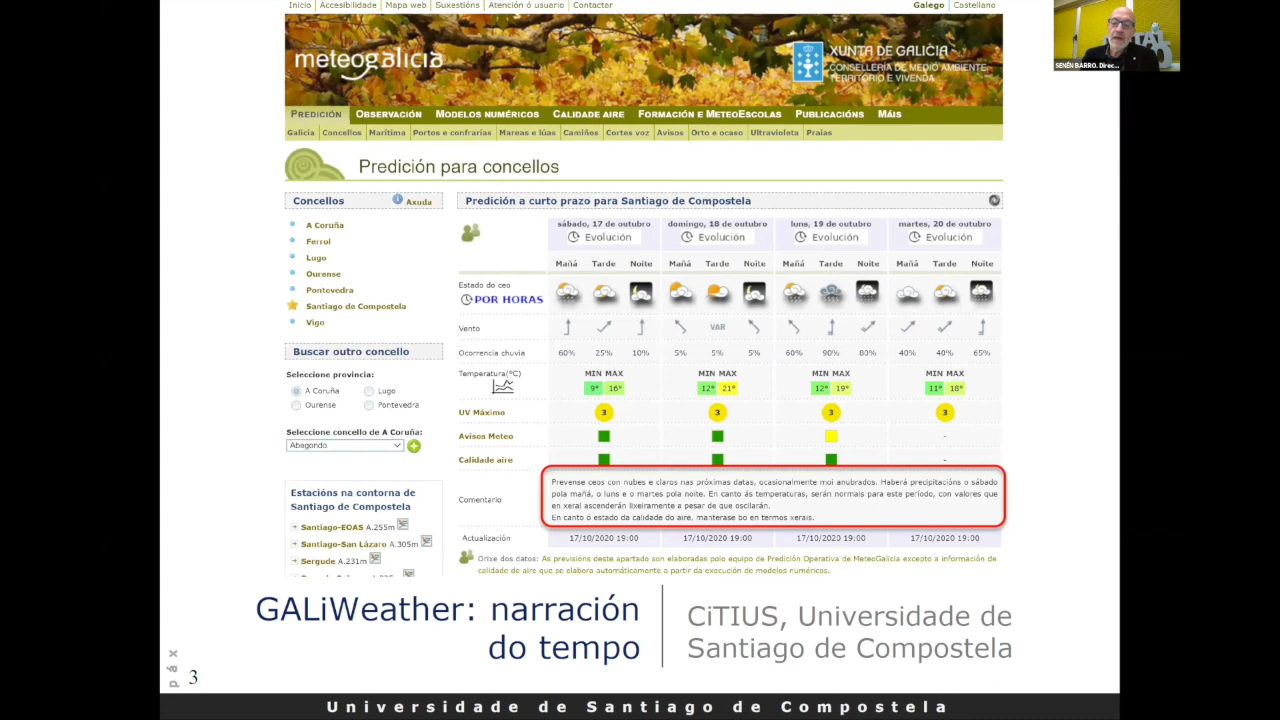 Inicio | Accesibilidade | Mapa web | Suxestións | Atención ó usuario | Contactar
Galego | Castellano
meteogalicia
XUNTA DE GALICIA
CONSELLERÍA DE MEDIO AMBIENTE
TERRITORIO E VIVENDA
SENÉN BARRO. Direc...
PREDICIÓN OBSERVACIÓN MODELOS NUMÉRICOS CALIDADE AIRE FORMACIÓN E METEOESCOLAS PUBLICACIÓNS MÁIS
Galicia | Concellos | Marítima | Portos e confrarías | Mareas e lúas | Camiños | Cortes voz | Avisos | Orto e ocaso | Ultravioleta | Praias
Predición para concellos
Concellos Axuda
A Coruña
Ferrol
Lugo
Ourense
Pontevedra
Santiago de Compostela
Vigo
Buscar outro concello
Seleccione provincia:
A Coruña Lugo
Ourense Pontevedra
Seleccione concello de A Coruña:
Abegondo
Estacións na contorna de
Santiago de Compostela
Santiago-EOAS A.255m
Santiago-San Lázaro A.305m
Sergude A.231m
Predición a curto prazo para Santiago de Compostela
sábado, 17 de outubro domingo, 18 de outubro luns, 19 de outubro martes, 20 de outubro
Evolución Evolución Evolución Evolución
Mañá Tarde Noite Mañá Tarde Noite Mañá Tarde Noite Mañá Tarde Noite
Estado do ceo
POR HORAS
Vento VAR
Ocorrencia chuvia 60% 25% 10% 5% 5% 5% 60% 90% 80% 40% 40% 65%
Temperatura(ºC) MIN MAX MIN MAX MIN MAX MIN MAX
9° 16° 12° 21° 12° 19° 11° 18°
UV Máximo 3 3 3 3
Avisos Meteo -
Calidade aire -
Comentario
Prevense ceos con nubes e claros nas próximas datas, ocasionalmente moi anubrados. Haberá precipitacións o sábado
pola mañá, o luns e o martes pola noite. En canto ás temperaturas, serán normais para este período, con valores que
en xeral ascenderán lixeiramente a pesar de que oscilarán.
En canto ó estado da calidade do aire, manterase bo en termos xerais.
Actualización 17/10/2020 19:00 17/10/2020 19:00 17/10/2020 19:00 17/10/2020 19:00
Orixe dos datos: As previsións deste apartado son elaboradas polo equipo de Predición Operativa de MeteoGalicia excepto a información de
calidade do aire que se elabora automáticamente a partir da execución de modelos numéricos.
GALiWeather: narración
do tempo
CiTIUS, Universidade de
Santiago de Compostela
páx 3
Universidade de Santiago de Compostela